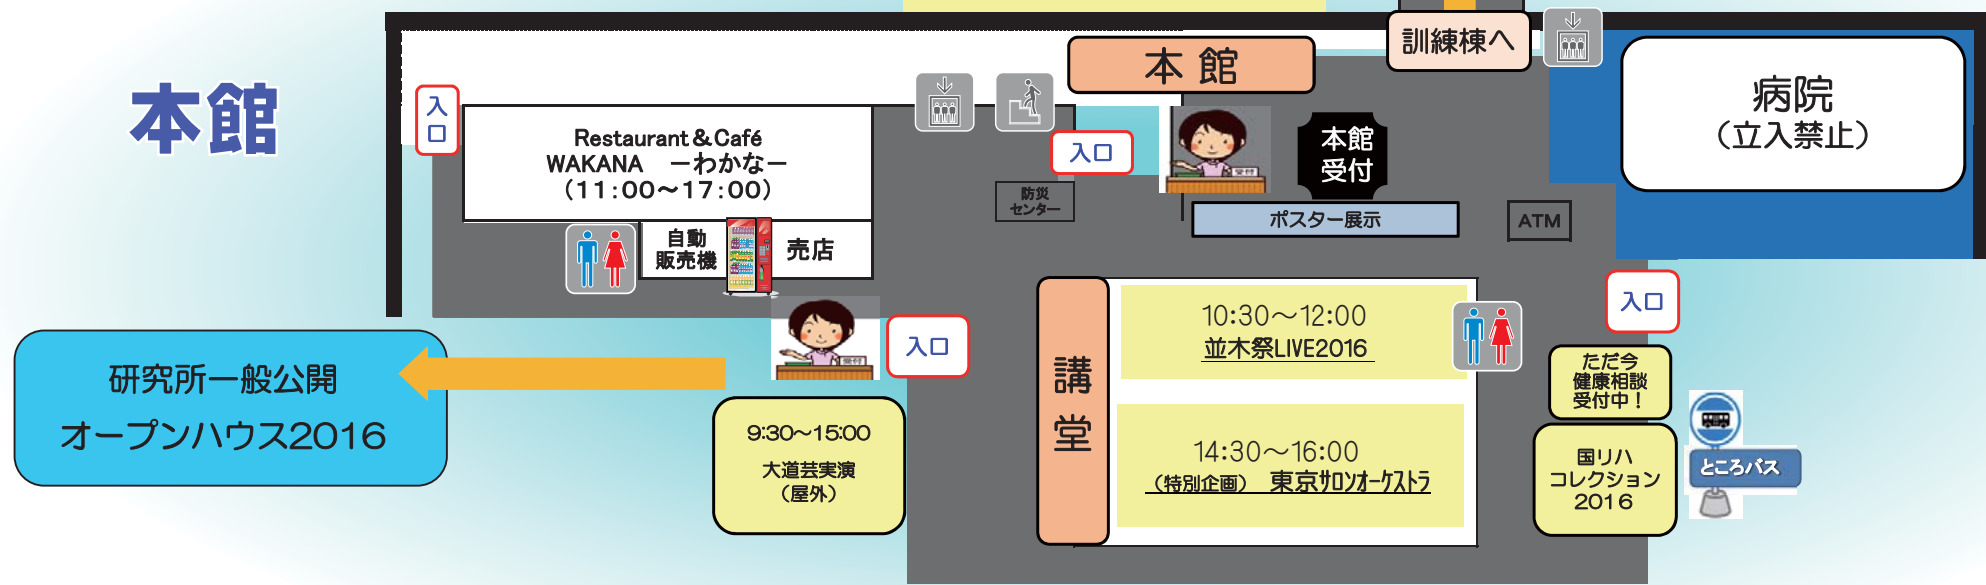 本館
入
口
Restaurant＆Café
WAKANA　ーわかなー
（11：00～17：00）
自動
販売機
売店
本 館
訓練棟へ
入口
防災
センター
受付
本館
受付
ポスター展示
ATM
病院
（立入禁止）
入口
受付
入口
研究所一般公開
オープンハウス2016
9:30～15:00
大道芸実演
（屋外）
講
堂
10:30～12:00
並木祭LIVE2016
14:30～16:00
（特別企画）　東京サロンオーケストラ
ただ今
健康相談
受付中！
国リハ
コレクション
2016
ところバス